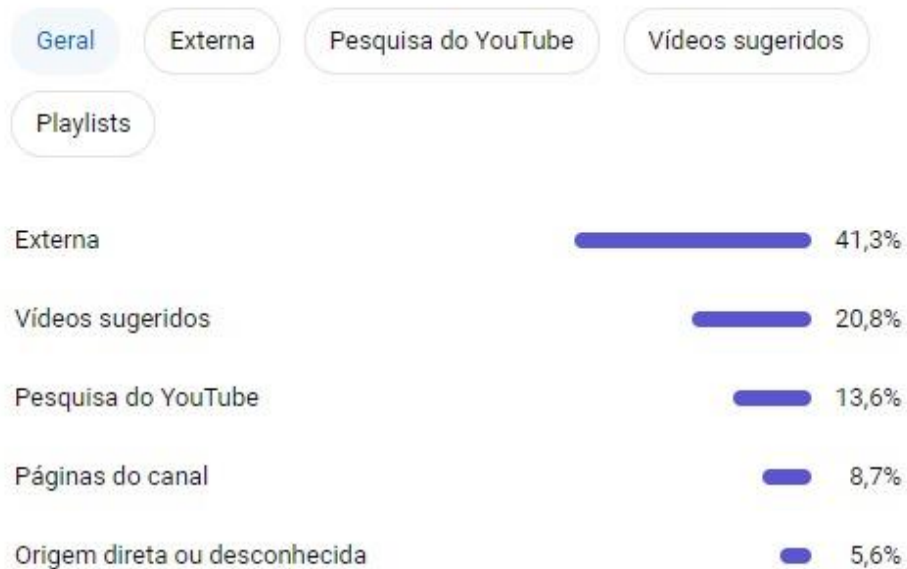 Geral Externa Pesquisa do YouTube Vídeos sugeridos
Playlists
Externa 41,3%
Vídeos sugeridos 20,8%
Pesquisa do YouTube 13,6%
Páginas do canal 8,7%
Origem direta ou desconhecida 5,6%